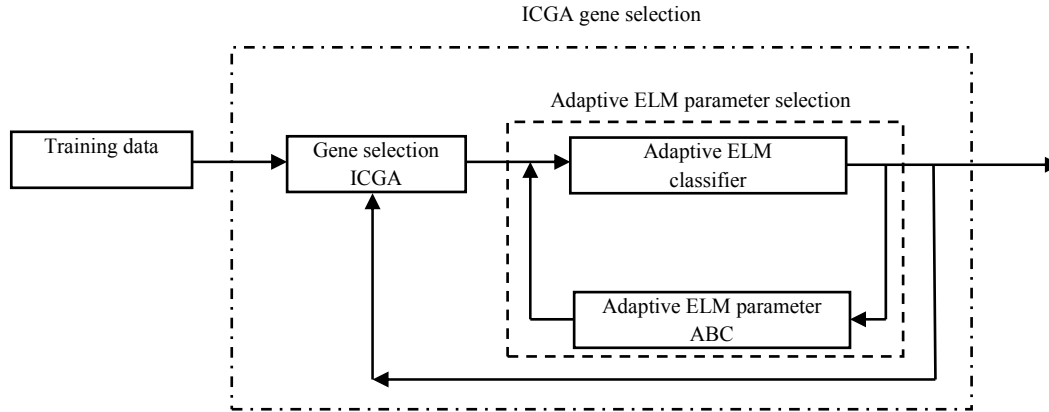 ICGA gene selection
Adaptive ELM parameter selection
Training data
Gene selection
ICGA
Adaptive ELM
classifier
Adaptive ELM parameter
ABC